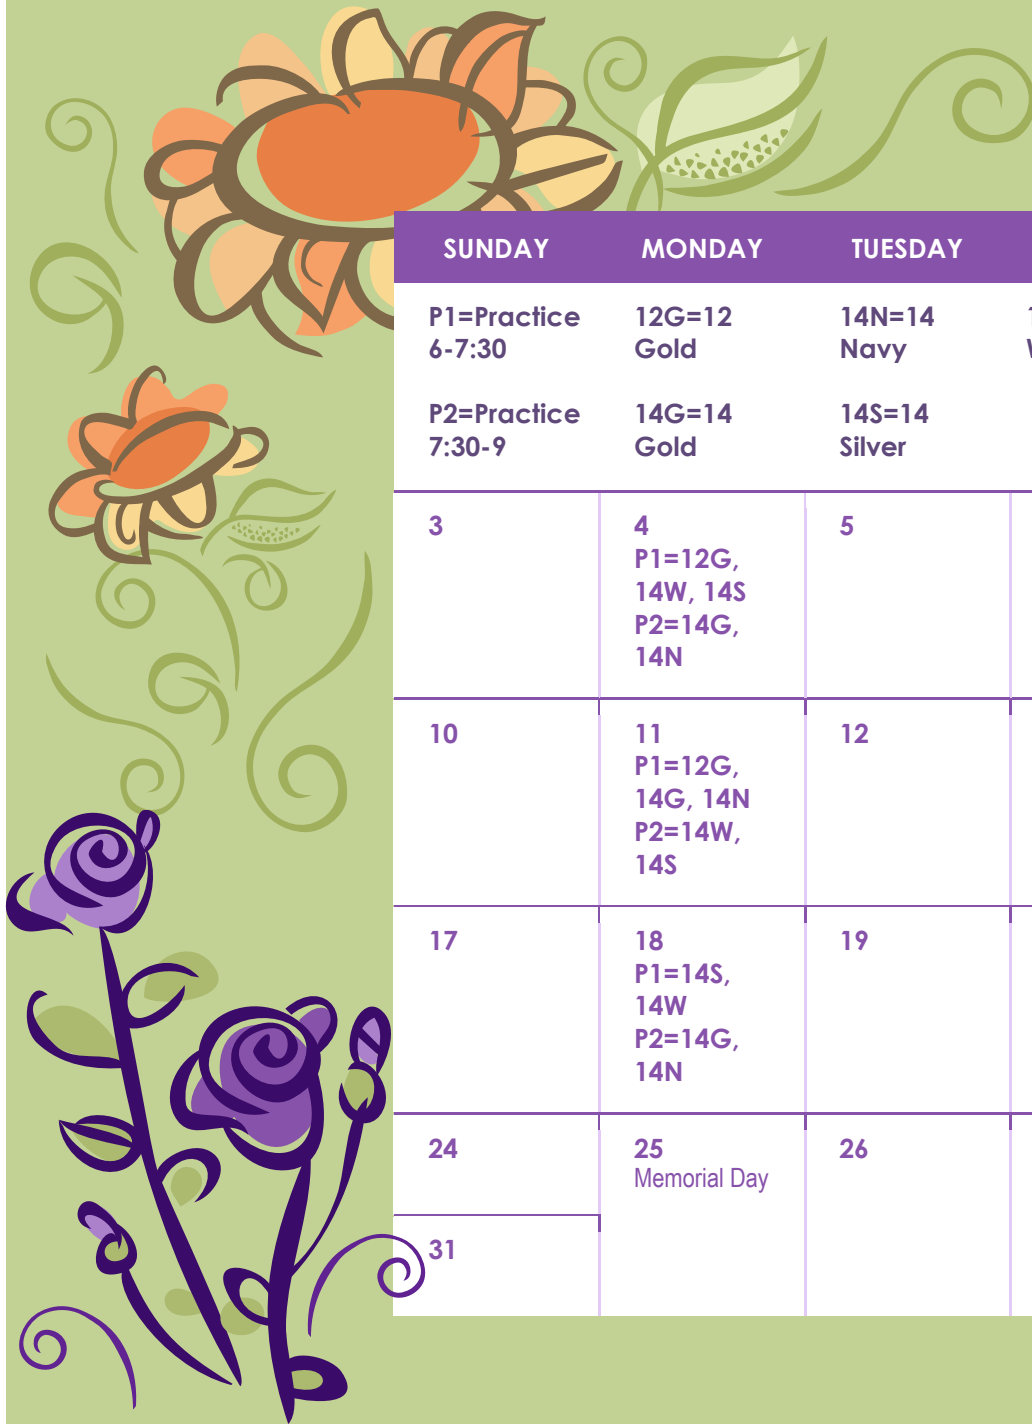 SUNDAY MONDAY TUESDAY
P1=Practice
6-7:30
P2=Practice
7:30-9
12G=12
Gold
14G=14
Gold
14N=14
Navy
14S=14
Silver
3
4
P1=12G,
14W, 14S
P2=14G,
14N
5
10
11
P1=12G,
14G, 14N
P2=14W,
14S
12
17
18
P1=14S,
14W
P2=14G,
14N
19
24
31
25
Memorial Day
26